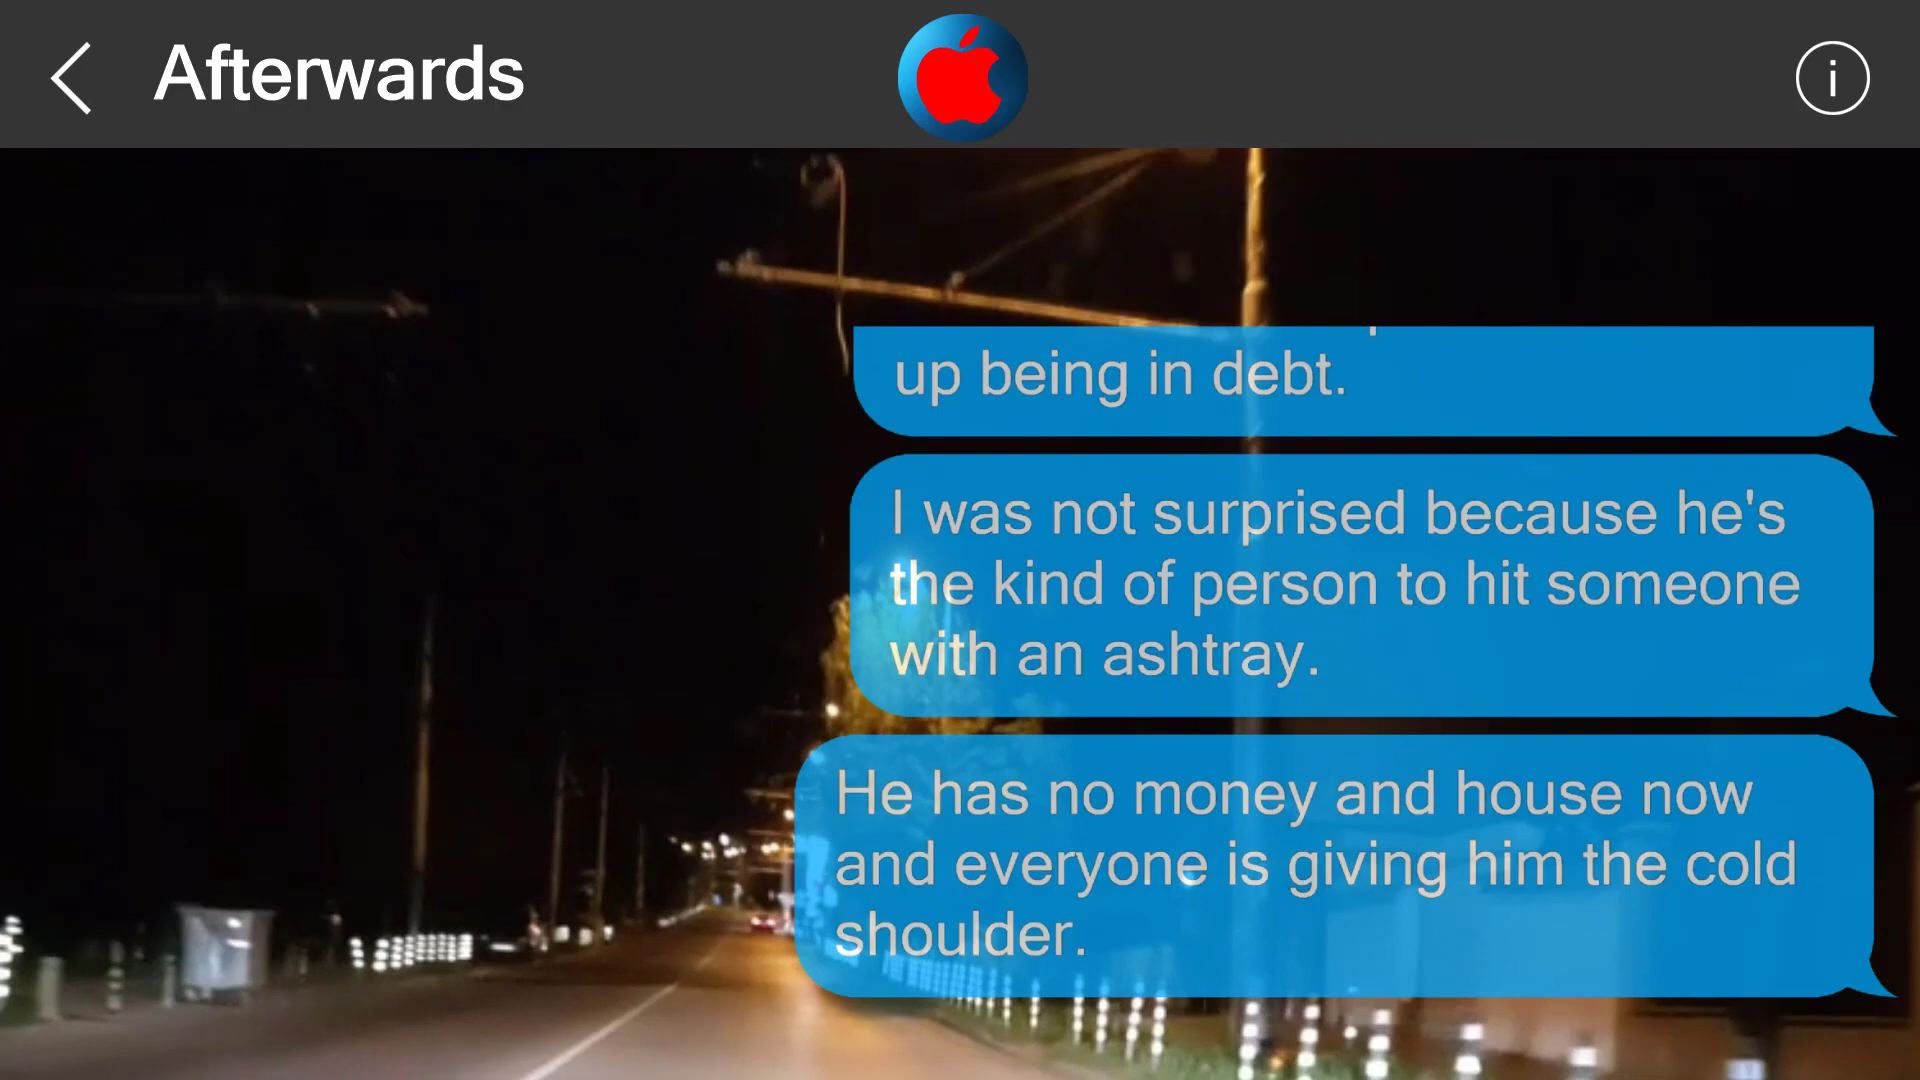 Afterwards
up being in debt.
I was not surprised because he's
the kind of person to hit someone
with an ashtray.
He has no money and house now
and everyone is giving him the cold
shoulder.